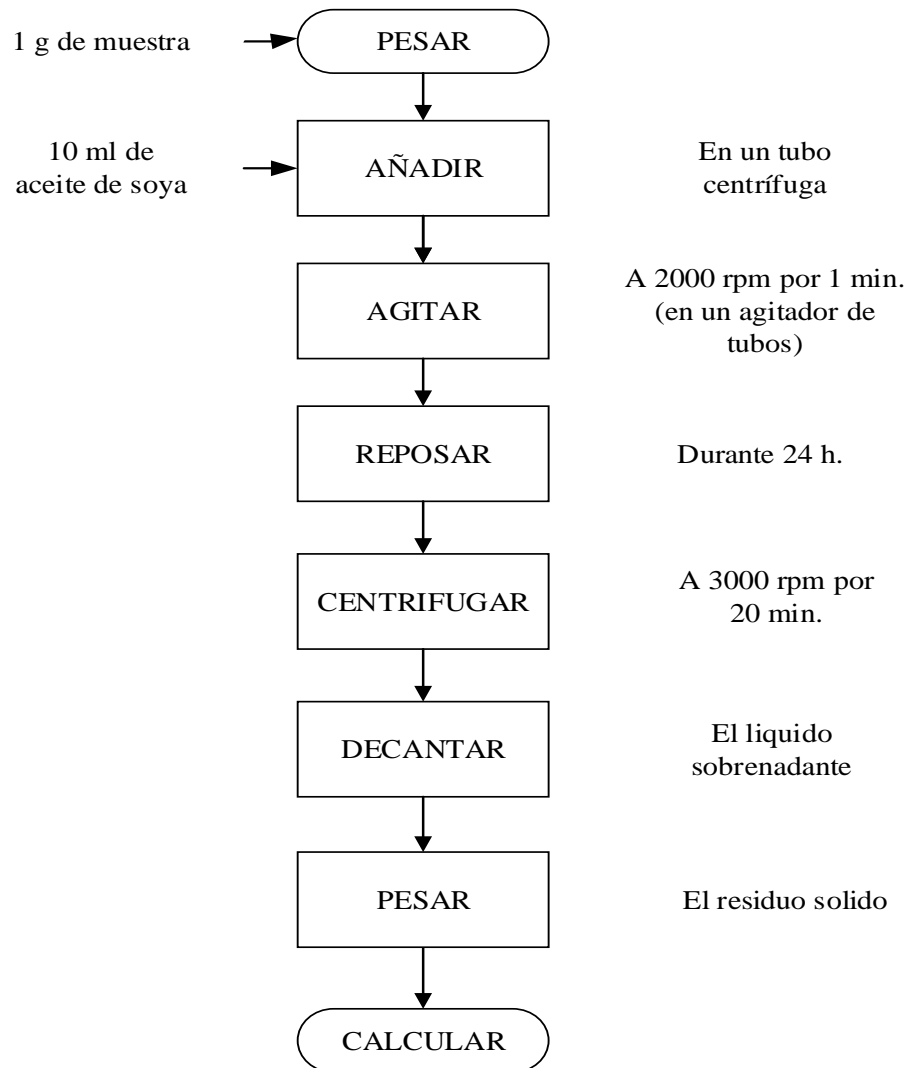 1 g de muestra
PESAR
10 ml de
aceite de soya
AÑADIR
En un tubo
centrífuga
AGITAR
A 2000 rpm por 1 min.
(en un agitador de
tubos)
REPOSAR
Durante 24 h.
CENTRIFUGAR
A 3000 rpm por
20 min.
DECANTAR
El liquido
sobrenadante
PESAR
El residuo solido
CALCULAR